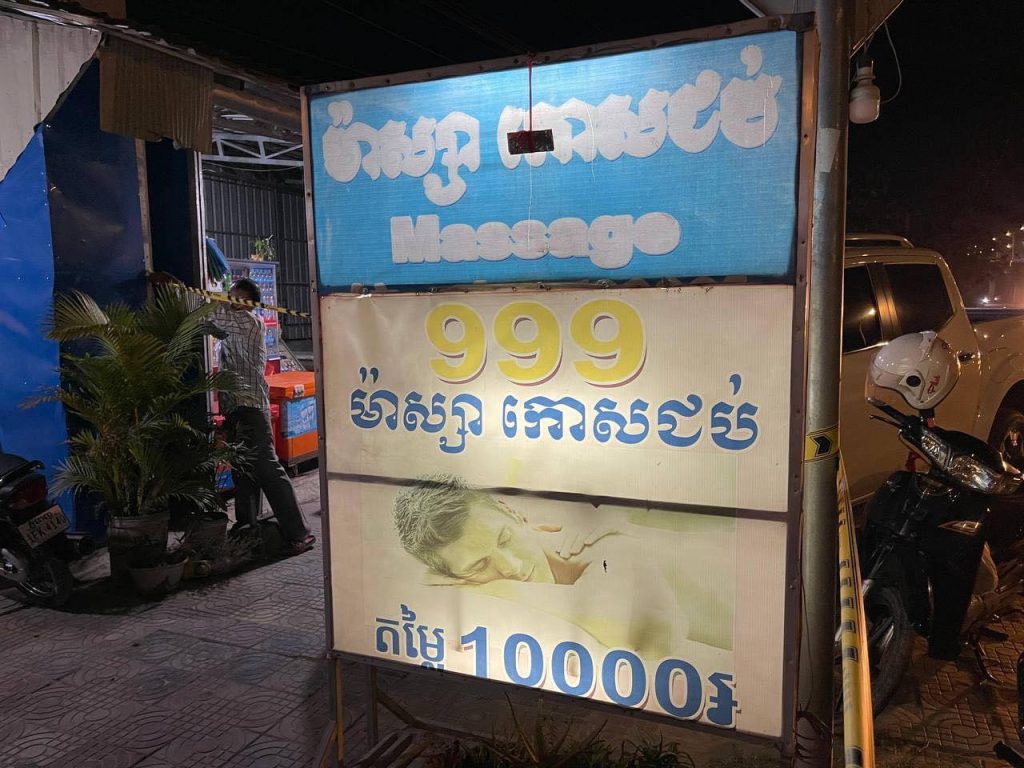 ម៉ាស្សា កោសជប់
Massage
999
ម៉ាស្សា កោសជប់
តម្លៃ 10000៛